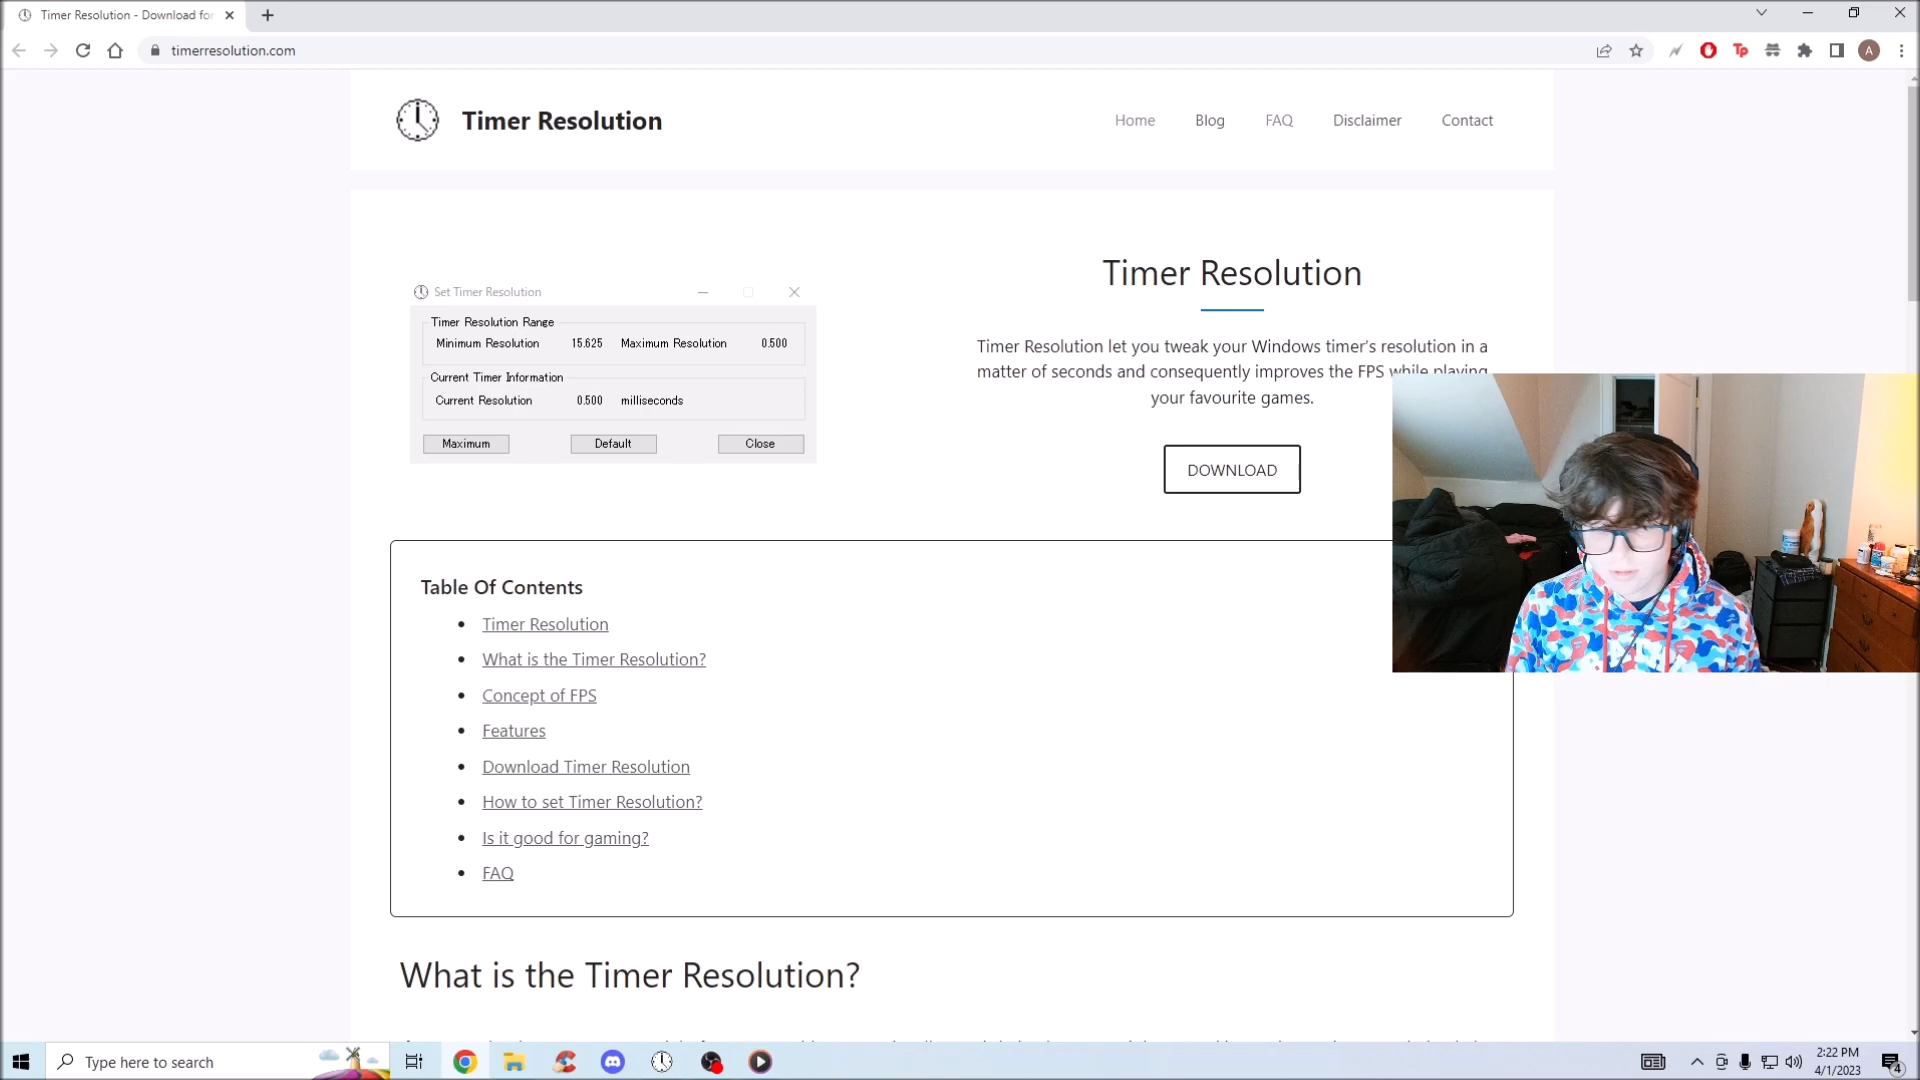 Timer Resolution - Download for
timerresolution.com
Tp
A
Timer Resolution
Home Blog FAQ Disclaimer Contact
Set Timer Resolution
Timer Resolution Range
Minimum Resolution 15.625 Maximum Resolution 0.500
Current Timer Information
Current Resolution 0.500 milliseconds
Maximum Default Close
Timer Resolution
Timer Resolution let you tweak your Windows timer's resolution in a
matter of seconds and consequently improves the FPS while playing
your favourite games.
DOWNLOAD
Table Of Contents
• Timer Resolution
• What is the Timer Resolution?
• Concept of FPS
• Features
• Download Timer Resolution
• How to set Timer Resolution?
• Is it good for gaming?
• FAQ
What is the Timer Resolution?
Type here to search
2:22 PM
4/1/2023
4